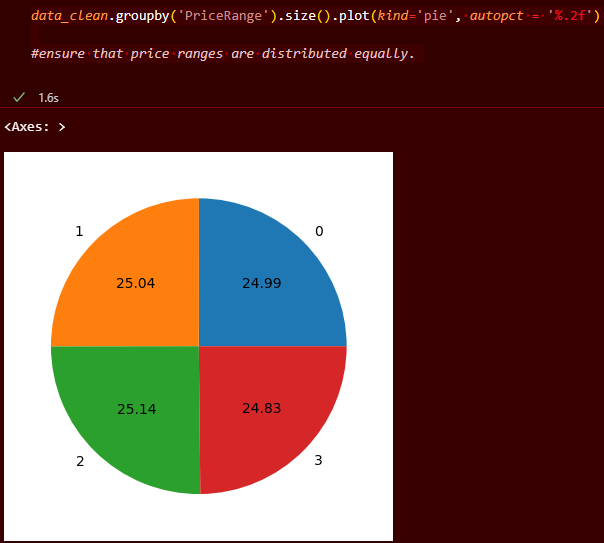 data_clean.groupby('PriceRange').size().plot(kind='pie', autopct = '%.2f')
#ensure that price ranges are distributed equally.
1.6s
<Axes: >
1
0
25.04
24.99
25.14
24.83
2
3